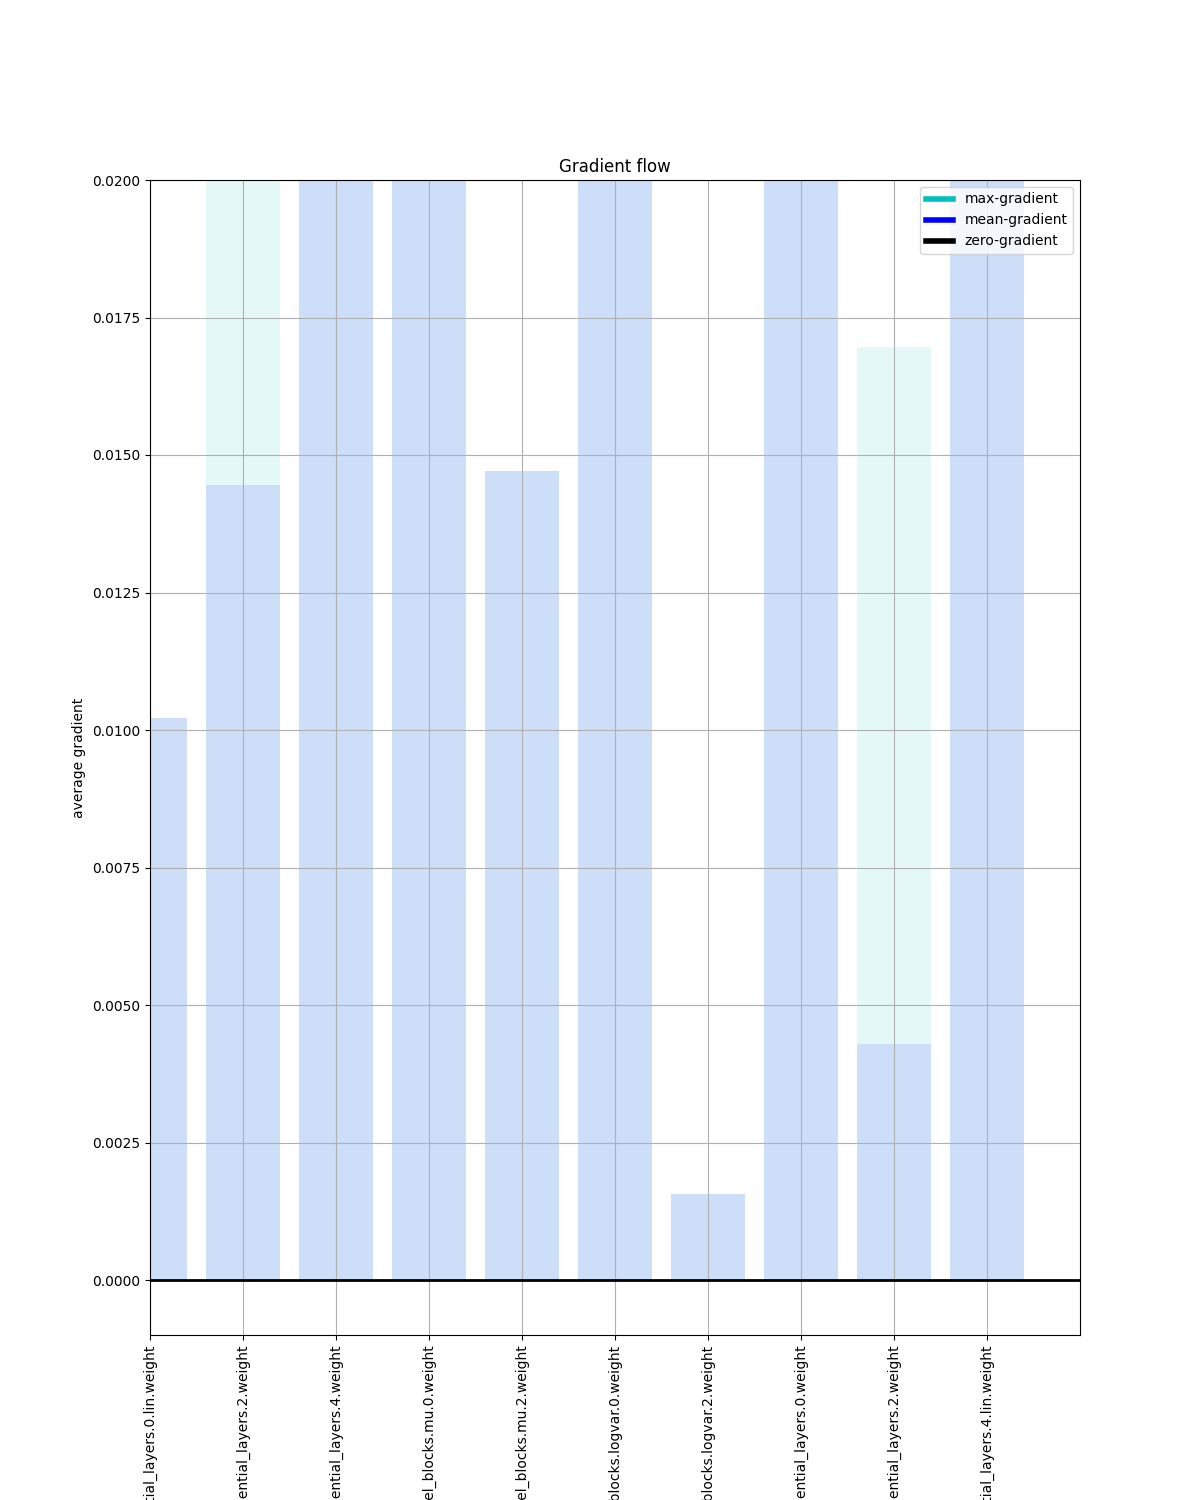 Gradient flow
max-gradient
mean-gradient
zero-gradient
0.0200
0.0175
0.0150
0.0125
0.0100
0.0075
0.0050
0.0025
0.0000
average gradient
tial_layers.0.lin.weight
ential_layers.2.weight
ential_layers.4.weight
el_blocks.mu.0.weight
el_blocks.mu.2.weight
blocks.logvar.0.weight
blocks.logvar.2.weight
ential_layers.0.weight
ential_layers.2.weight
tial_layers.4.lin.weight